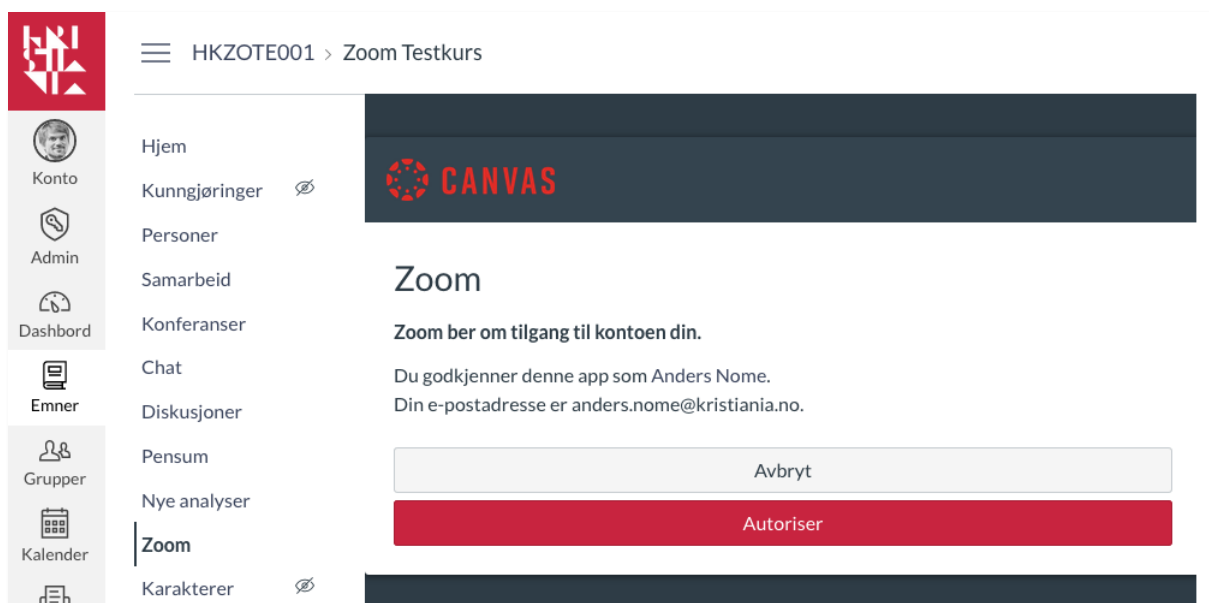 HKZOTE001 › Zoom Testkurs
Konto
Admin
Dashbord
Emner
Grupper
Kalender
Hjem
Kunngjøringer
Personer
Samarbeid
Konferanser
Chat
Diskusjoner
Pensum
Nye analyser
Zoom
Karakterer
CANVAS
Zoom
Zoom ber om tilgang til kontoen din.
Du godkjenner denne app som Anders Nome.
Din e-postadresse er anders.nome@kristiania.no.
Avbryt
Autoriser